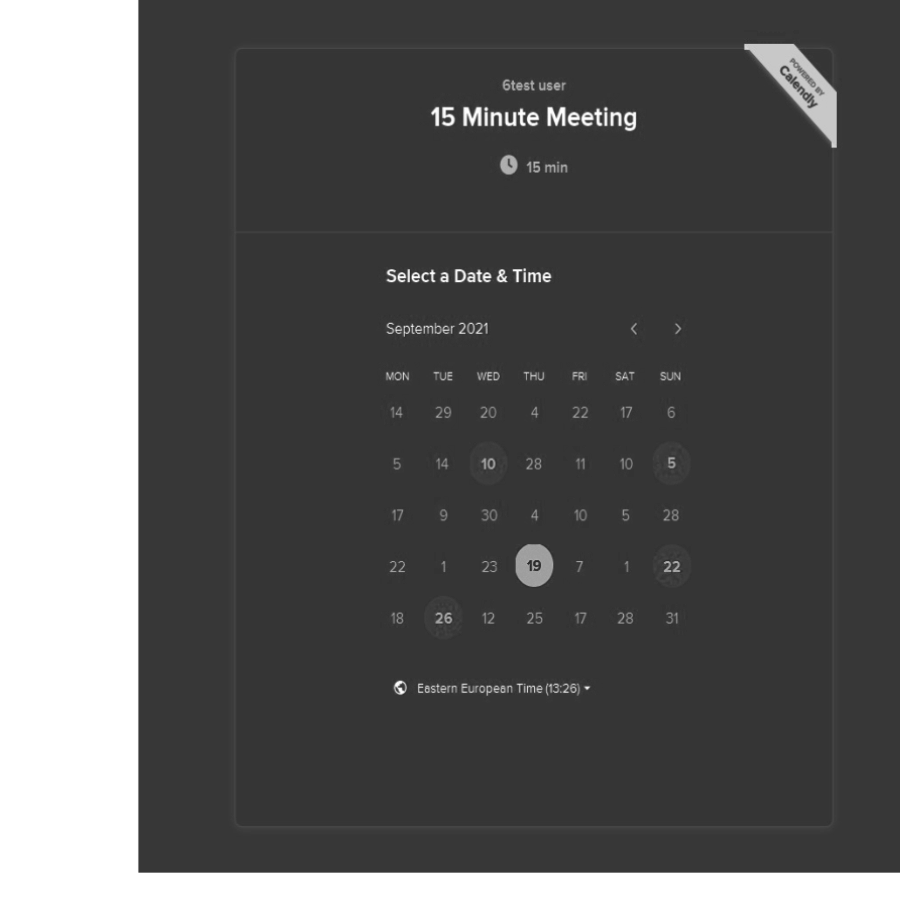 POWERED BY
Calendly
6test user
15 Minute Meeting
15 min
Select a Date & Time
September 2021
MON TUE WED THU FRI SAT SUN
14 29 20 4 22 17 6
5 14 10 28 11 10 5
17 9 30 4 10 5 28
22 1 23 19 7 1 22
18 26 12 25 17 28 31
Eastern European Time (13:26)